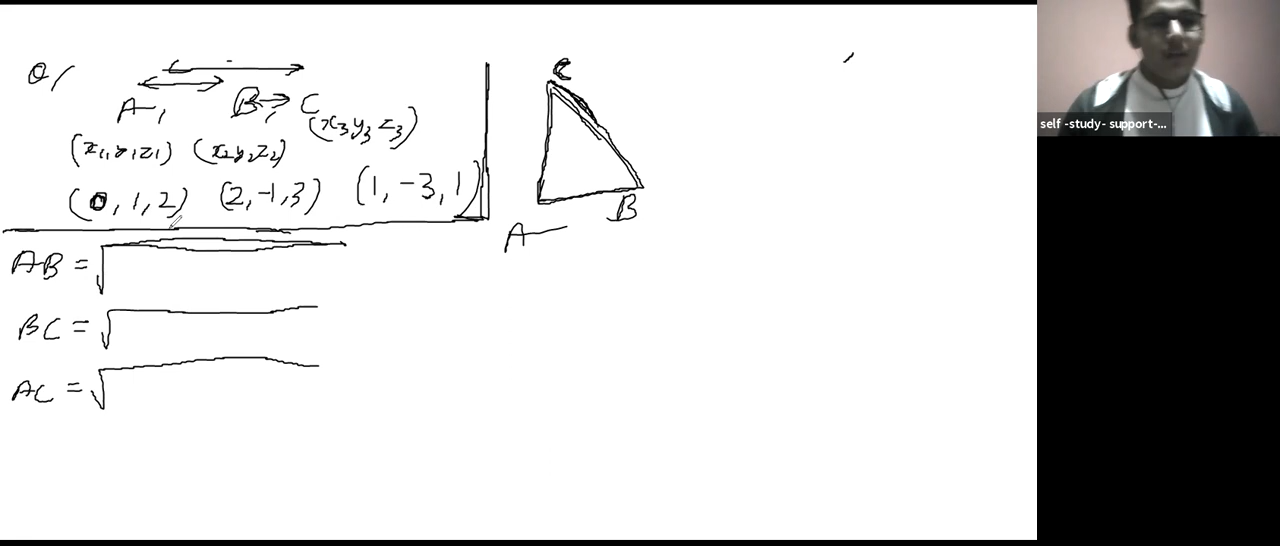 Q/
A, B, C
(x1, y1, z1) (x2 y2 z2) (x3 y3 z3)
(0, 1, 2) (2, -1, 3) (1, -3, 1)
AB = √
BC = √
AC = √
C
A
B
self -study- support-...